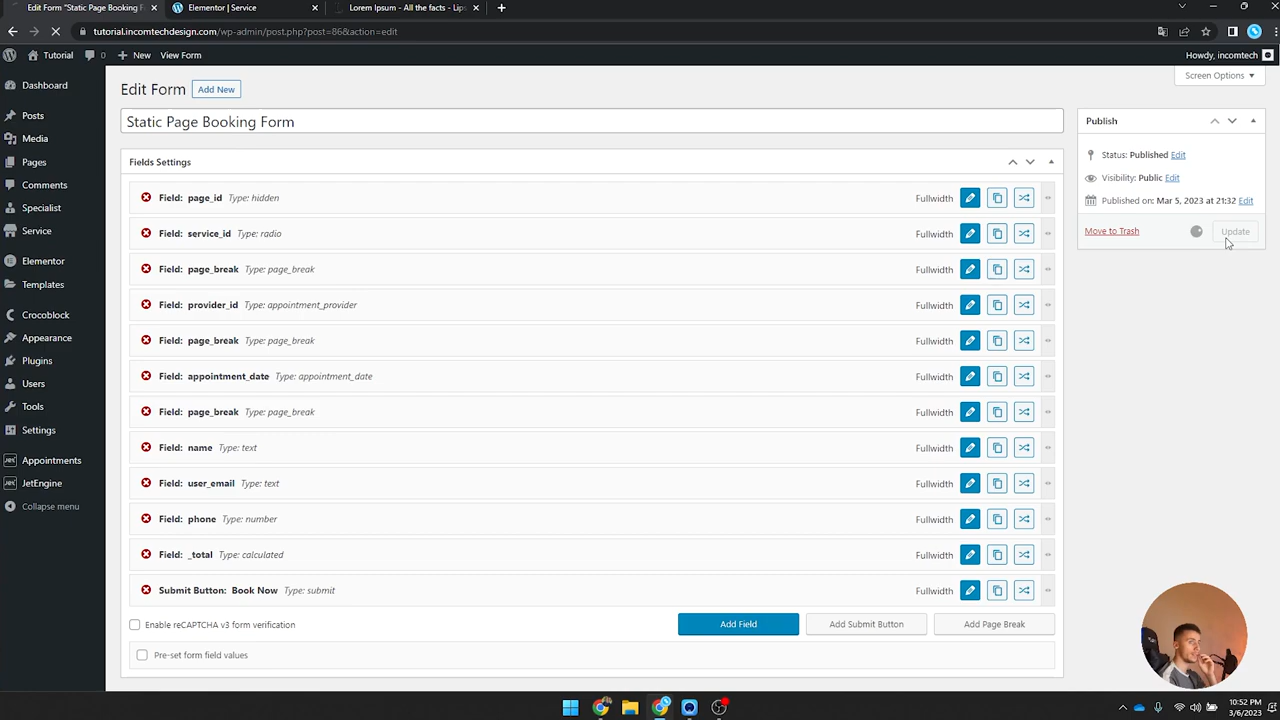 Edit Form "Static Page Booking F
Elementor | Service
Lorem Ipsum - All the facts - Lips
tutorial.incomtechdesign.com/wp-admin/post.php?post=86&action=edit
Tutorial
0
New
View Form
Howdy, incomtech
Screen Options
Dashboard
Posts
Media
Pages
Comments
Specialist
Service
Elementor
Templates
Crocoblock
Appearance
Plugins
Users
Tools
Settings
Appointments
JetEngine
Collapse menu
Edit Form
Add New
Static Page Booking Form
Fields Settings
Field: page_id Type: hidden Fullwidth
Field: service_id Type: radio Fullwidth
Field: page_break Type: page_break Fullwidth
Field: provider_id Type: appointment_provider Fullwidth
Field: page_break Type: page_break Fullwidth
Field: appointment_date Type: appointment_date Fullwidth
Field: page_break Type: page_break Fullwidth
Field: name Type: text Fullwidth
Field: user_email Type: text Fullwidth
Field: phone Type: number Fullwidth
Field: _total Type: calculated Fullwidth
Submit Button: Book Now Type: submit Fullwidth
Enable reCAPTCHA v3 form verification
Add Field
Add Submit Button
Add Page Break
Pre-set form field values
Publish
Status: Published Edit
Visibility: Public Edit
Published on: Mar 5, 2023 at 21:32 Edit
Move to Trash
Update
10:52 PM
3/6/2023